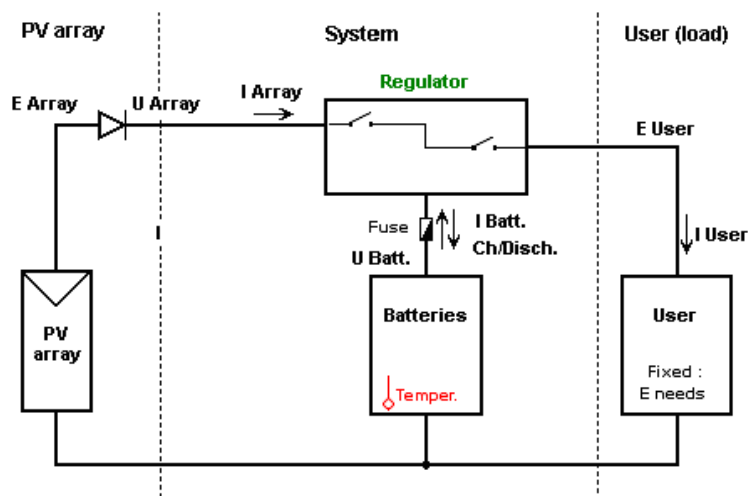 PV array
System
User (load)
Regulator
E Array
U Array
I Array
E User
Fuse
I Batt.
Ch/Disch.
U Batt.
I User
PV
array
Batteries
Temper.
User
Fixed :
E needs